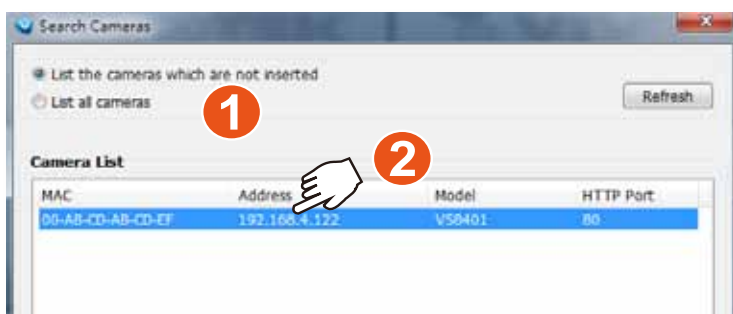 Search Cameras
List the cameras which are not inserted
List all cameras
Refresh
1
2
Camera List
MAC Address Model HTTP Port
00-AB-CD-AB-CD-EF 192.168.4.122 VS8401 80